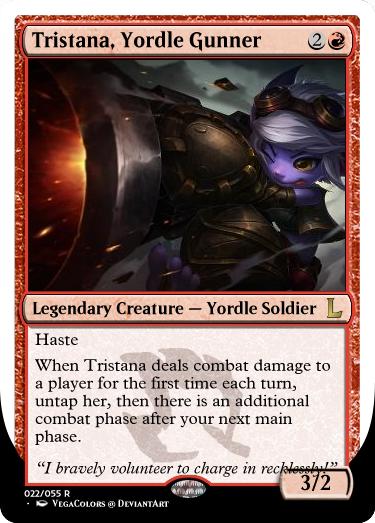 Tristana, Yordle Gunner 2
Legendary Creature — Yordle Soldier L
Haste
When Tristana deals combat damage to
a player for the first time each turn,
untap her, then there is an additional
combat phase after your next main
phase.
“I bravely volunteer to charge in recklessly!”
3/2
022/055 R
· VegaColors @ DeviantArt